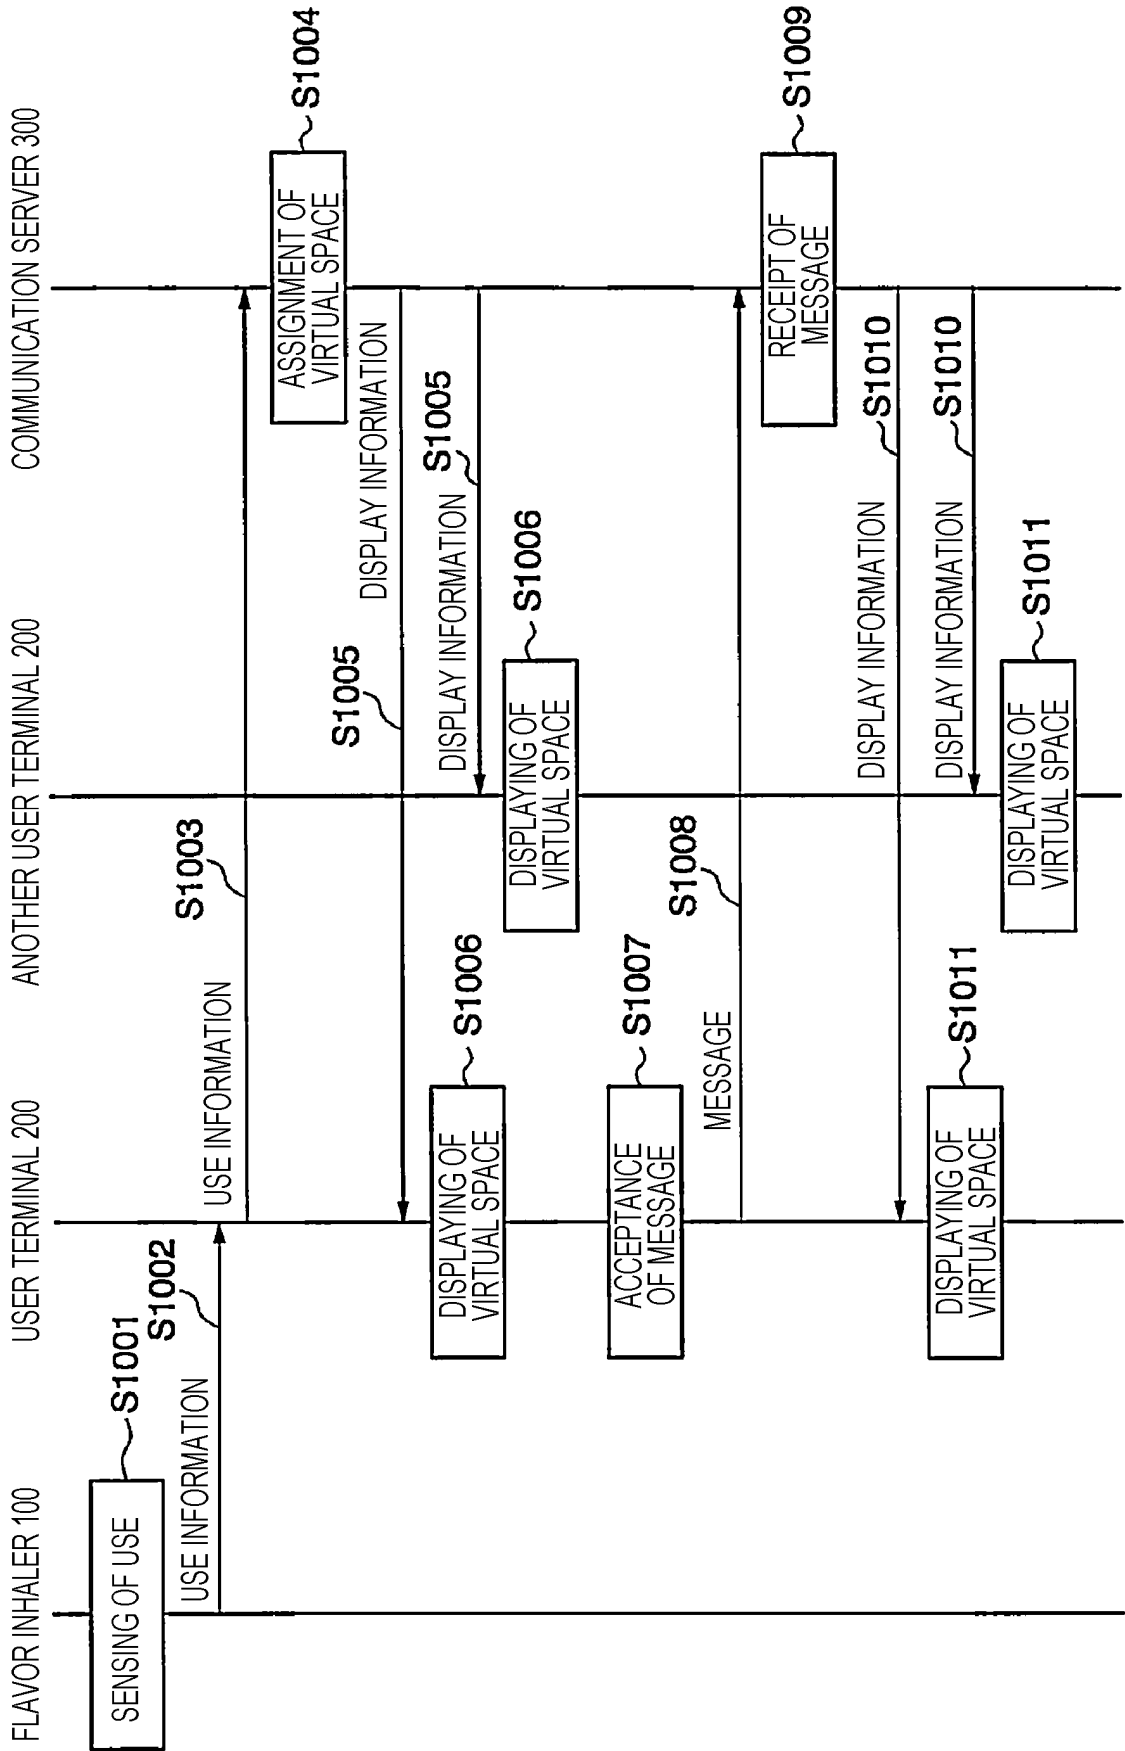 FLAVOR INHALER 100
USER TERMINAL 200
ANOTHER USER TERMINAL 200
COMMUNICATION SERVER 300
SENSING OF USE
S1001
USE INFORMATION
S1002
USE INFORMATION
S1003
ASSIGNMENT OF
VIRTUAL SPACE
S1004
DISPLAY INFORMATION
S1005
DISPLAY INFORMATION
S1005
DISPLAYING OF
VIRTUAL SPACE
S1006
DISPLAYING OF
VIRTUAL SPACE
S1006
ACCEPTANCE
OF MESSAGE
S1007
MESSAGE
S1008
RECEIPT OF
MESSAGE
S1009
DISPLAY INFORMATION
S1010
DISPLAY INFORMATION
S1010
DISPLAYING OF
VIRTUAL SPACE
S1011
DISPLAYING OF
VIRTUAL SPACE
S1011